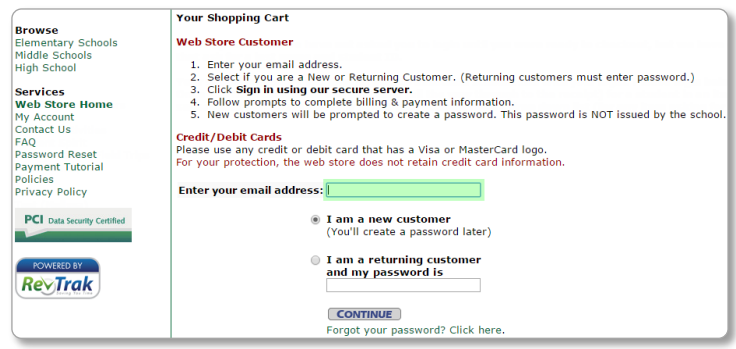 Browse
Elementary Schools
Middle Schools
High School
Services
Web Store Home
My Account
Contact Us
FAQ
Password Reset
Payment Tutorial
Policies
Privacy Policy
PCI Data Security Certified
POWERED BY
RevTrak
Your Shopping Cart
Web Store Customer
1. Enter your email address.
2. Select if you are a New or Returning Customer. (Returning customers must enter password.)
3. Click Sign in using our secure server.
4. Follow prompts to complete billing & payment information.
5. New customers will be prompted to create a password. This password is NOT issued by the school.
Credit/Debit Cards
Please use any credit or debit card that has a Visa or MasterCard logo.
For your protection, the web store does not retain credit card information.
Enter your email address:
I am a new customer
(You'll create a password later)
I am a returning customer
and my password is
CONTINUE
Forgot your password? Click here.